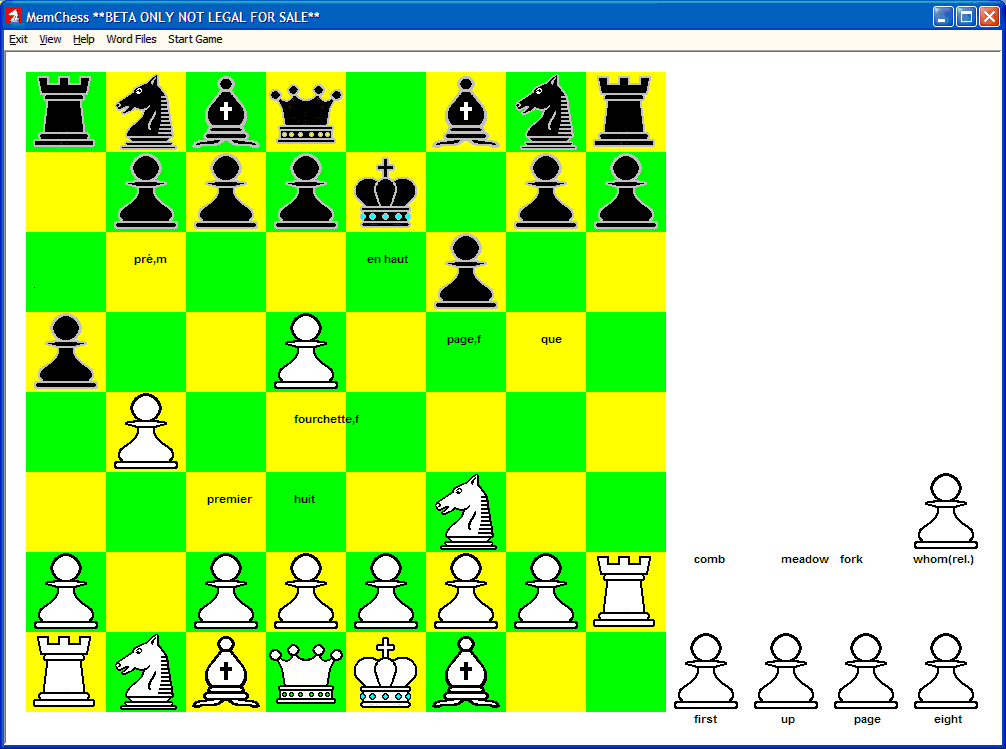 MemChess **BETA ONLY NOT LEGAL FOR SALE**
Exit View Help Word Files Start Game
pré,m en haut
page,f que
fourchette,f
premier huit
comb meadow fork whom(rel.)
first up page eight